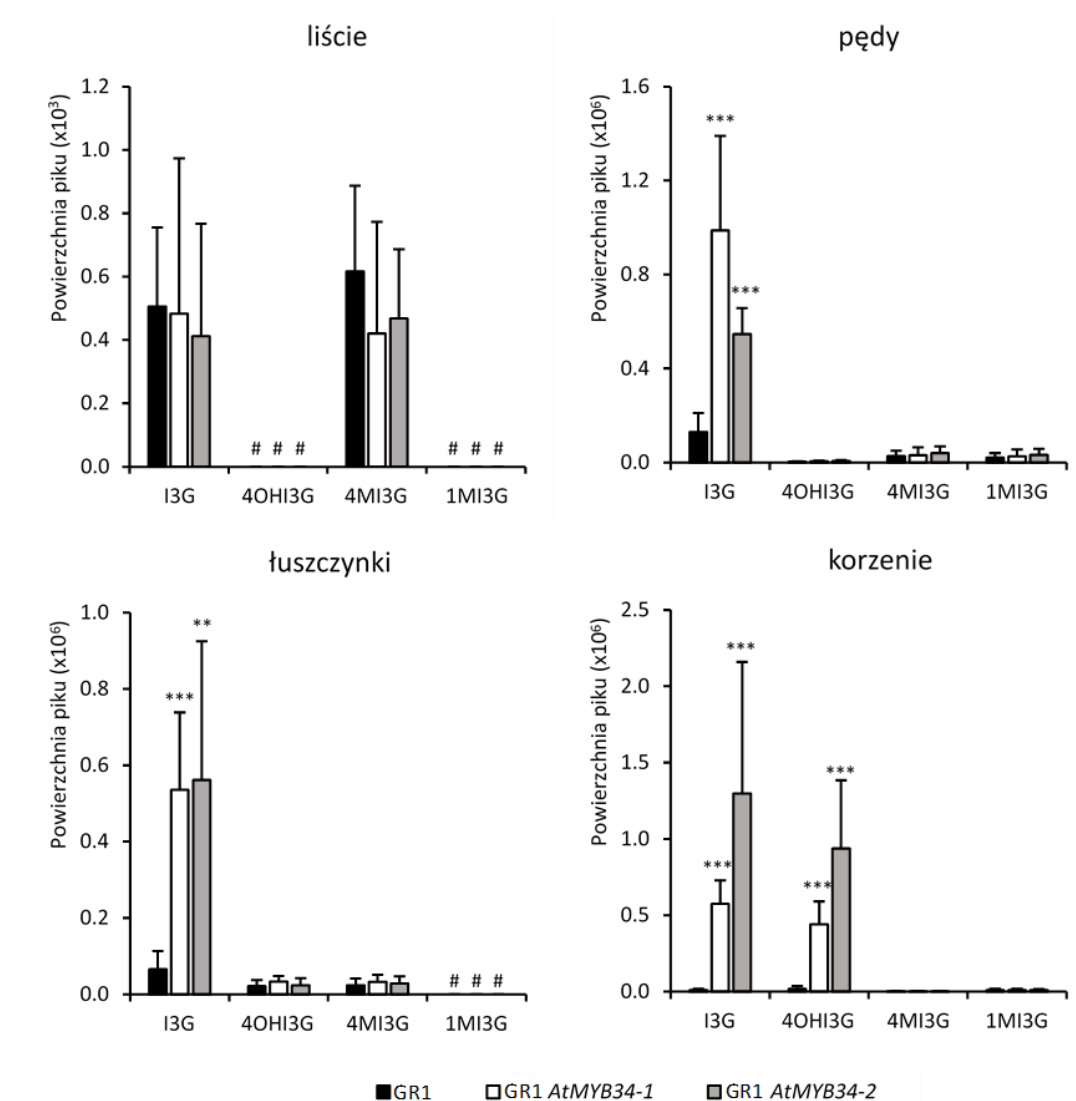 liście
Powierzchnia piku (x10³)
1.2
1.0
0.8
0.6
0.4
0.2
0.0
# # # # # #
I3G 4OHI3G 4MI3G 1MI3G
pędy
Powierzchnia piku (x10⁶)
1.6
1.2
0.8
0.4
0.0
***
***
I3G 4OHI3G 4MI3G 1MI3G
łuszczynki
Powierzchnia piku (x10⁶)
1.0
0.8
0.6
0.4
0.2
0.0
**
***
# # #
I3G 4OHI3G 4MI3G 1MI3G
korzenie
Powierzchnia piku (x10⁶)
2.5
2.0
1.5
1.0
0.5
0.0
***
***
***
***
I3G 4OHI3G 4MI3G 1MI3G
GR1 GR1 AtMYB34-1 GR1 AtMYB34-2